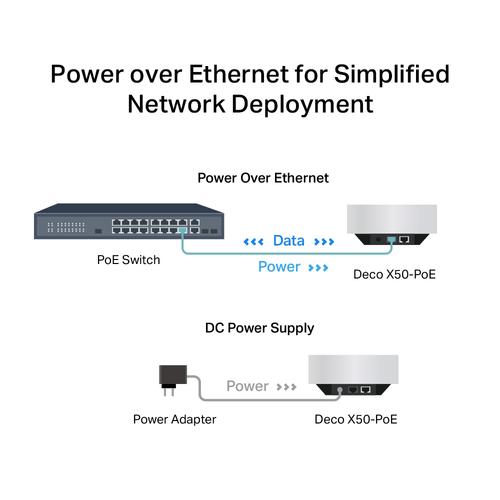 Power over Ethernet for Simplified
Network Deployment
Power Over Ethernet
Data
Power
PoE Switch
Deco X50-PoE
DC Power Supply
Power
Power Adapter
Deco X50-PoE